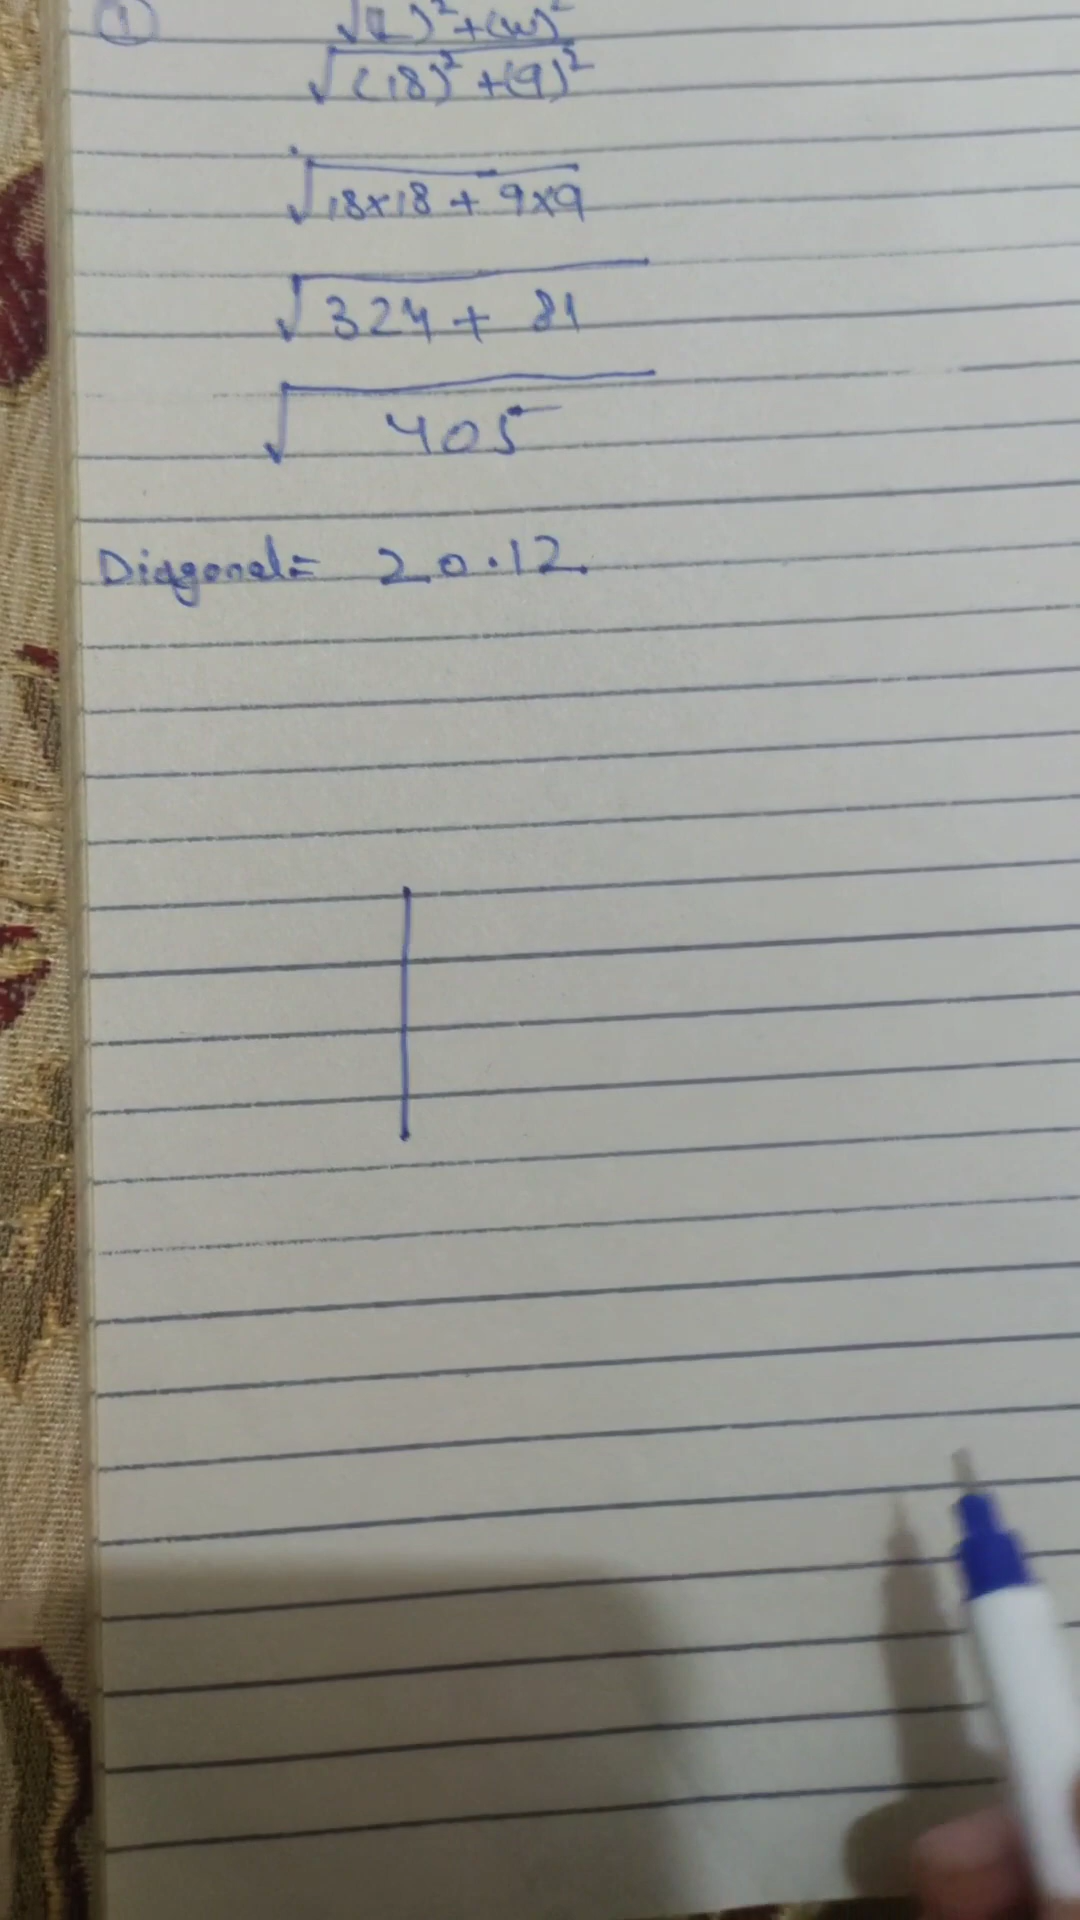 ①
√(L)²+(w)²
√(18)²+(9)²
√18×18 + 9×9
√324 + 81
√405
Diagonal= 20.12.